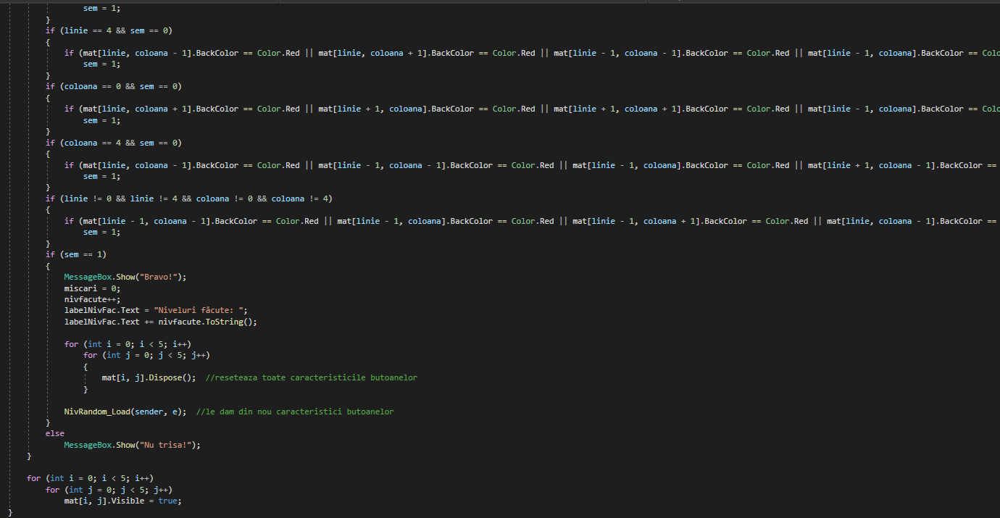 sem = 1;
}
if (linie == 4 && sem == 0)
{
if (mat[linie, coloana - 1].BackColor == Color.Red || mat[linie, coloana + 1].BackColor == Color.Red || mat[linie - 1, coloana - 1].BackColor == Color.Red || mat[linie - 1, coloana].BackColor == Colo
sem = 1;
}
if (coloana == 0 && sem == 0)
{
if (mat[linie, coloana + 1].BackColor == Color.Red || mat[linie + 1, coloana].BackColor == Color.Red || mat[linie + 1, coloana + 1].BackColor == Color.Red || mat[linie - 1, coloana].BackColor == Colo
sem = 1;
}
if (coloana == 4 && sem == 0)
{
if (mat[linie, coloana - 1].BackColor == Color.Red || mat[linie - 1, coloana - 1].BackColor == Color.Red || mat[linie - 1, coloana].BackColor == Color.Red || mat[linie + 1, coloana - 1].BackColor ==
sem = 1;
}
if (linie != 0 && linie != 4 && coloana != 0 && coloana != 4)
{
if (mat[linie - 1, coloana - 1].BackColor == Color.Red || mat[linie - 1, coloana].BackColor == Color.Red || mat[linie - 1, coloana + 1].BackColor == Color.Red || mat[linie, coloana - 1].BackColor ==
sem = 1;
}
if (sem == 1)
{
MessageBox.Show("Bravo!");
miscari = 0;
nivfacute++;
labelNivFac.Text = "Niveluri făcute: ";
labelNivFac.Text += nivfacute.ToString();
for (int i = 0; i < 5; i++)
for (int j = 0; j < 5; j++)
{
mat[i, j].Dispose(); //reseteaza toate caracteristicile butoanelor
}
NivRandom_Load(sender, e); //le dam din nou caracteristici butoanelor
}
else
MessageBox.Show("Nu trisa!");
}
for (int i = 0; i < 5; i++)
for (int j = 0; j < 5; j++)
mat[i, j].Visible = true;
}